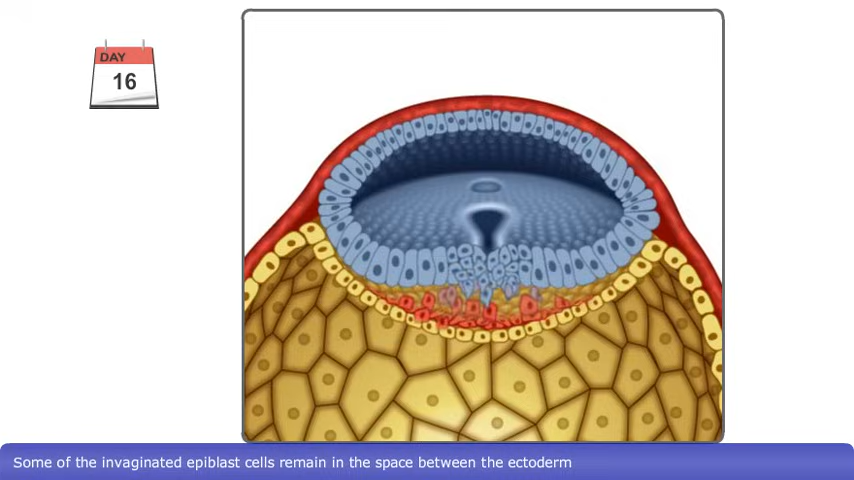 DAY
16
Some of the invaginated epiblast cells remain in the space between the ectoderm